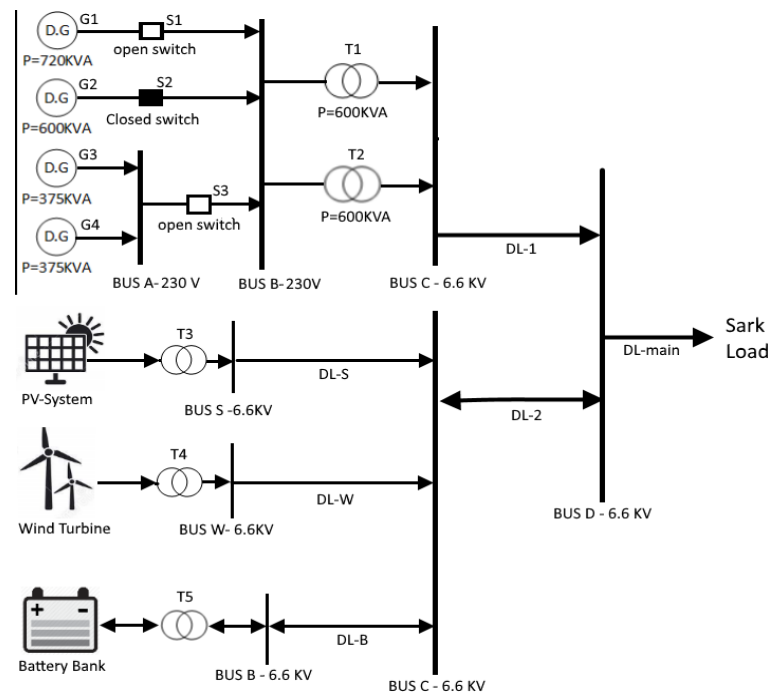 D.G G1 S1
open switch
P=720KVA
D.G G2 S2
Closed switch
P=600KVA
D.G G3
P=375KVA
S3
open switch
D.G G4
P=375KVA
BUS A- 230 V
BUS B-230V
T1
P=600KVA
T2
P=600KVA
BUS C - 6.6 KV
DL-1
Sark
Load
DL-main
PV-System
T3
BUS S -6.6KV
DL-S
DL-2
Wind Turbine
T4
BUS W- 6.6KV
DL-W
BUS D - 6.6 KV
+ -
Battery Bank
T5
BUS B - 6.6 KV
DL-B
BUS C - 6.6 KV